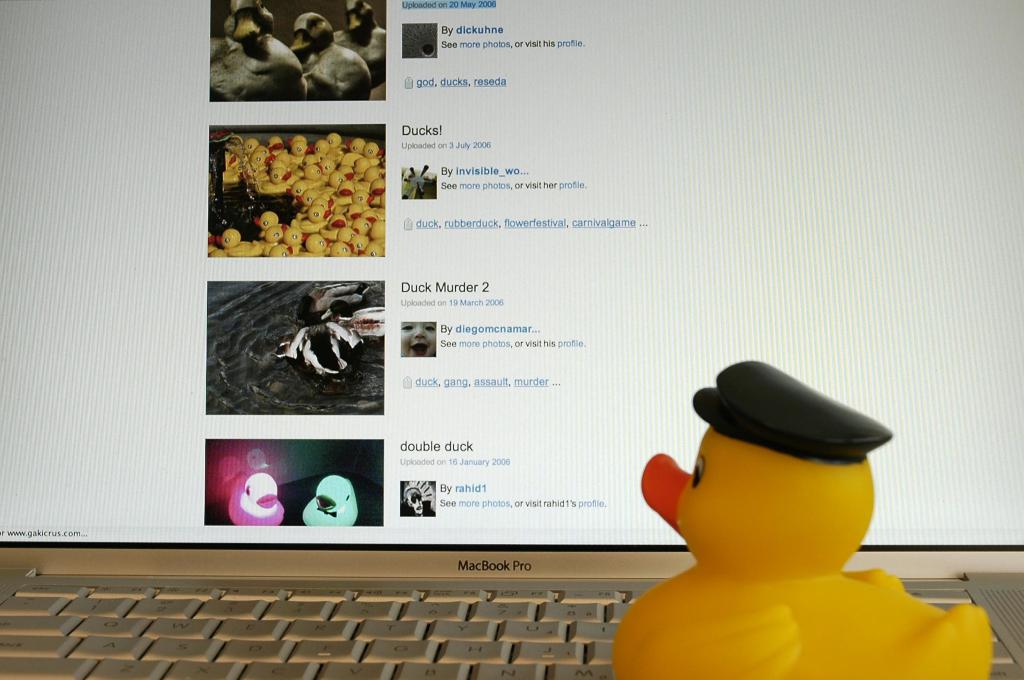 Uploaded on 20 May 2006
By dickuhne
See more photos, or visit his profile.
god, ducks, reseda
Ducks!
Uploaded on 3 July 2006
By invisible_wo...
See more photos, or visit her profile.
duck, rubberduck, flowerfestival, carnivalgame ...
Duck Murder 2
Uploaded on 19 March 2006
By diegomcnamar...
See more photos, or visit his profile.
duck, gang, assault, murder ...
double duck
Uploaded on 16 January 2006
By rahid1
See more photos, or visit rahid1's profile.
r www.gakicrus.com...
MacBook Pro
Q W E R T Y U I
A S D F G H J
Z X C V B N M